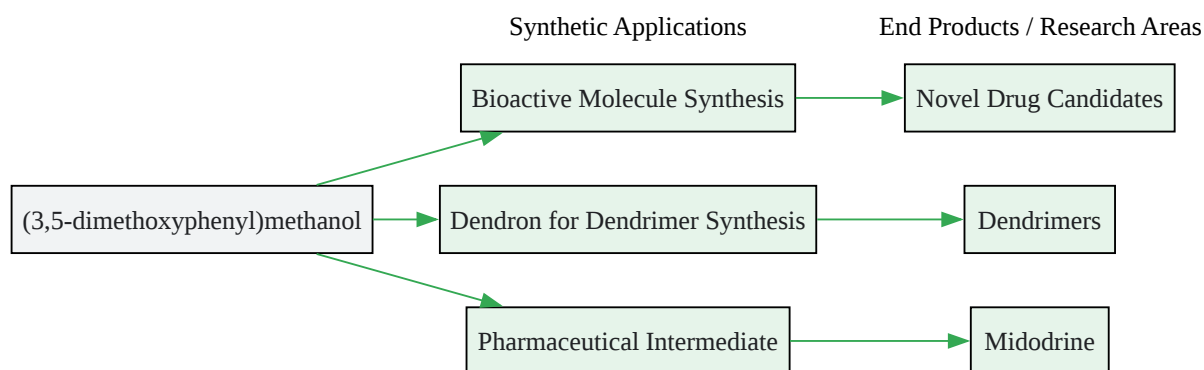 Synthetic Applications
End Products / Research Areas
Bioactive Molecule Synthesis
Novel Drug Candidates
(3,5-dimethoxyphenyl)methanol
Dendron for Dendrimer Synthesis
Dendrimers
Pharmaceutical Intermediate
Midodrine